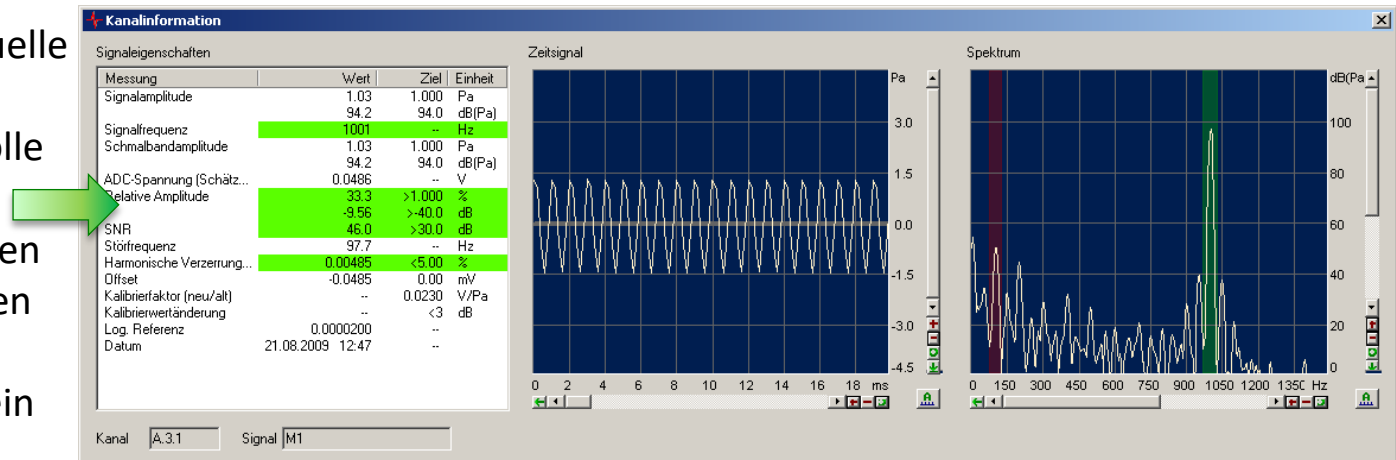 Kanalinformation
uelle
olle
en
en
ein
Signaleigenschaften
Messung Wert Ziel Einheit
Signalamplitude 1.03 1.000 Pa
94.2 94.0 dB(Pa)
Signalfrequenz 1001 -- Hz
Schmalbandamplitude 1.03 1.000 Pa
94.2 94.0 dB(Pa)
ADC-Spannung (Schätz... 0.0486 -- V
Relative Amplitude 33.3 >1.000 %
-9.56 >-40.0 dB
SNR 46.0 >30.0 dB
Störfrequenz 97.7 -- Hz
Harmonische Verzerrung... 0.00485 <5.00 %
Offset -0.0485 0.00 mV
Kalibrierfaktor (neu/alt) -- 0.0230 V/Pa
Kalibrierwertänderung -- <3 dB
Log. Referenz 0.0000200 --
Datum 21.08.2009 12:47 --
Zeitsignal
Pa
3.0
1.5
0.0
-1.5
-3.0
-4.5
0 2 4 6 8 10 12 14 16 18 ms
Spektrum
dB(Pa
100
80
60
40
20
0
0 150 300 450 600 750 900 1050 1200 1350 Hz
Kanal A.3.1 Signal M1